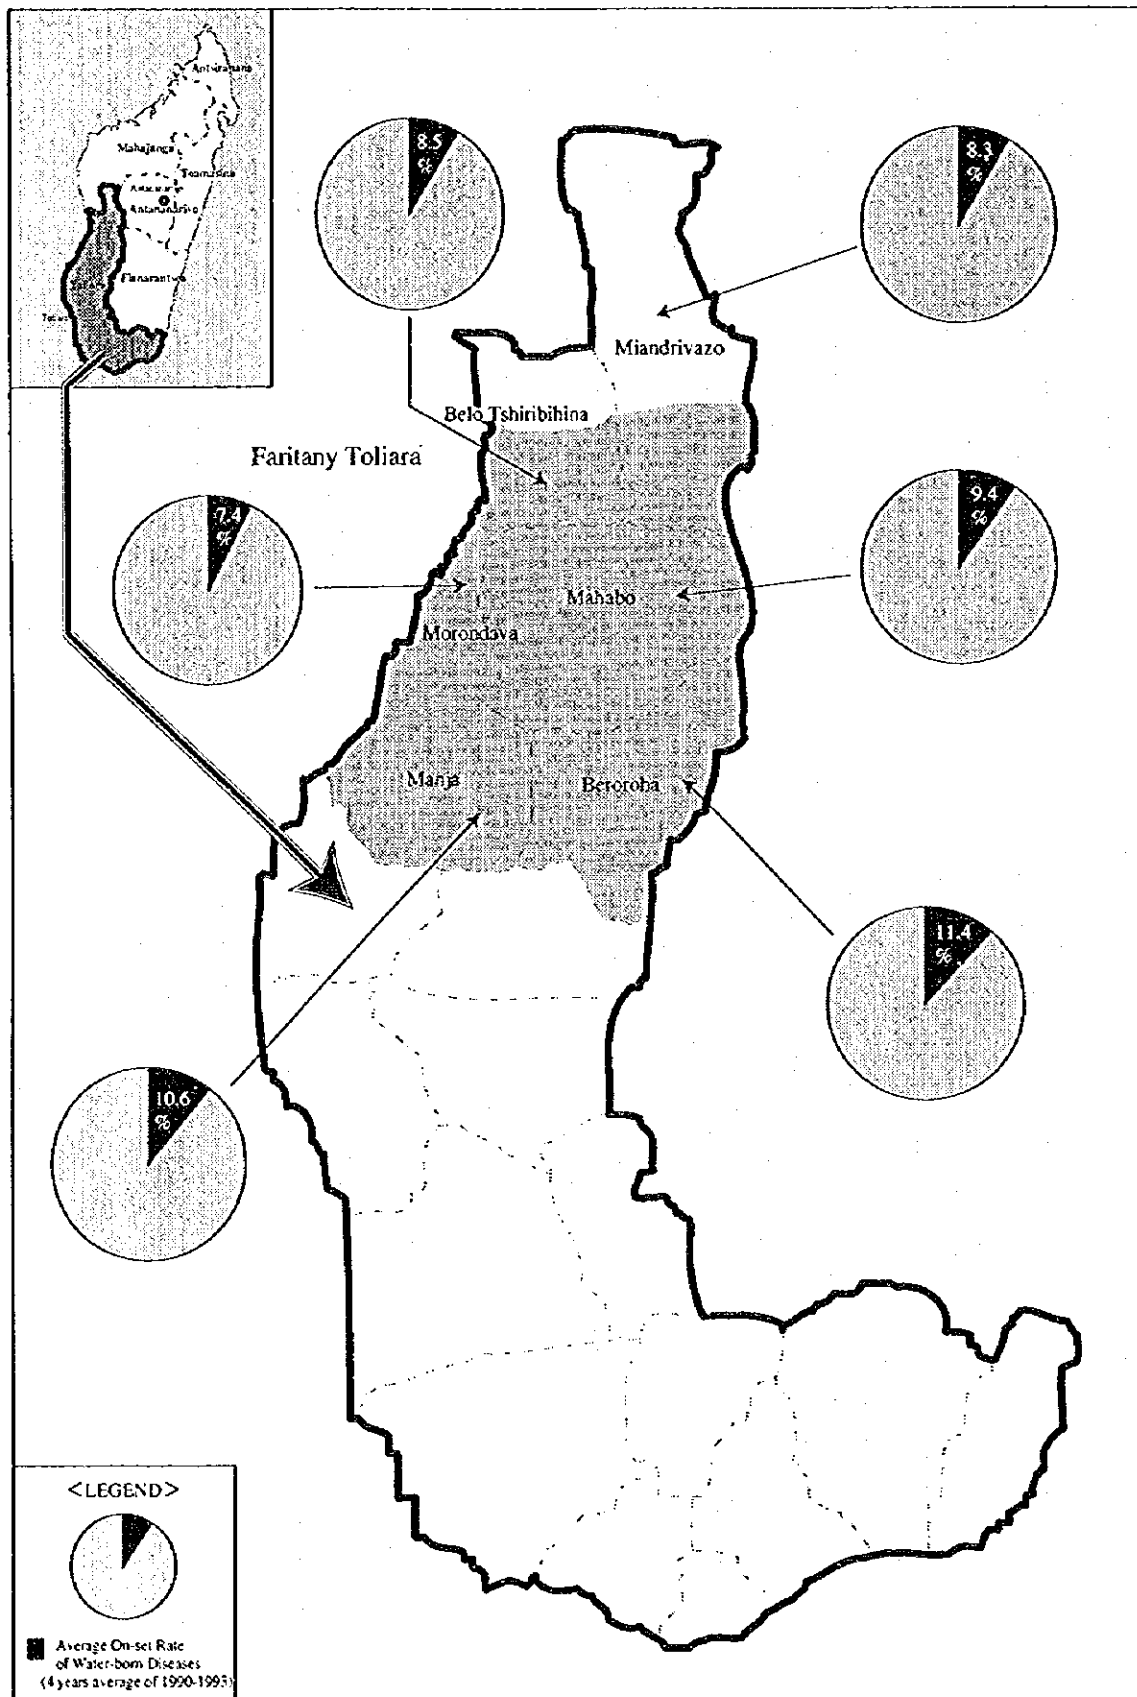 Antsiranana
Mahajanga
Toamasina
Antananarivo
8.5
%
8.3
%
Miandrivazo
Belo Tshiribihina
Faritany Toliara
7.4
%
9.4
%
Mahabo
Morondava
Manja
Beroroha
11.4
%
10.6
%
<LEGEND>
Average On-set Rate
of Water-born Diseases
(4 years average of 1990-1993)